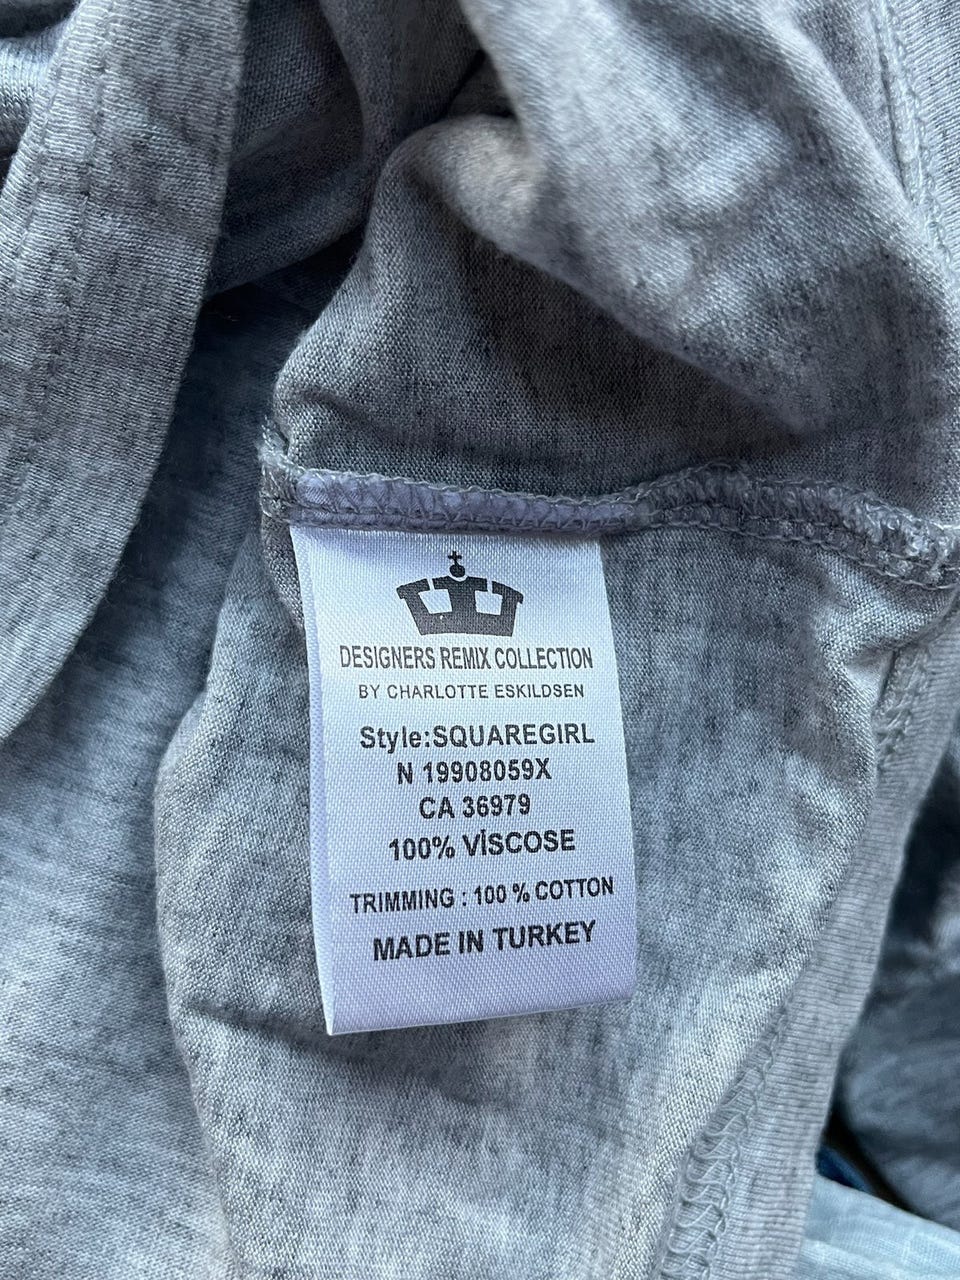 DESIGNERS REMIX COLLECTION
BY CHARLOTTE ESKILDSEN
Style:SQUAREGIRL
N 19908059X
CA 36979
100% VİSCOSE
TRIMMING : 100 % COTTON
MADE IN TURKEY